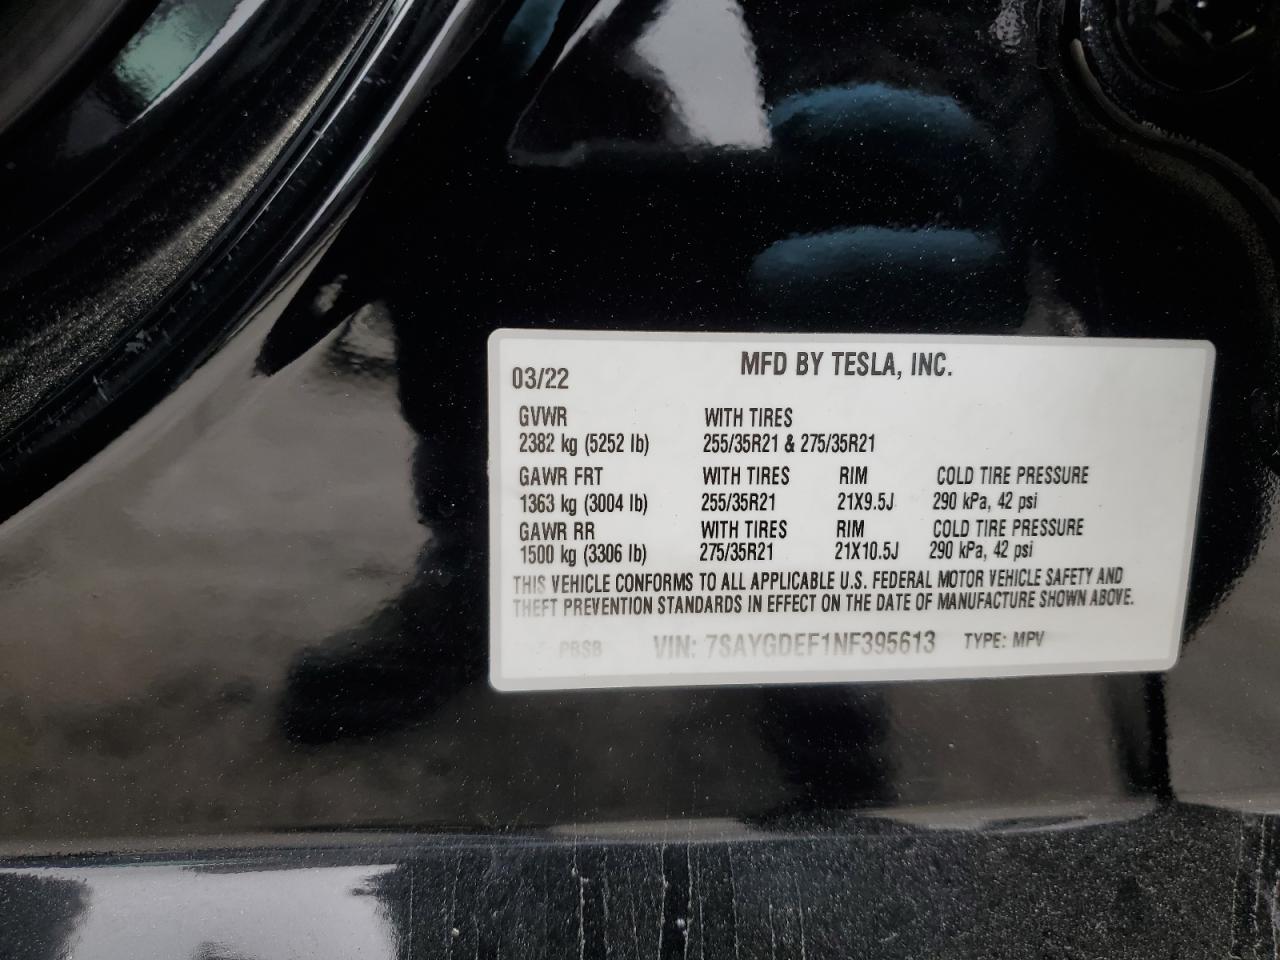 MFD BY TESLA, INC.
03/22
GVWR WITH TIRES
2382 kg (5252 lb) 255/35R21 & 275/35R21
GAWR FRT WITH TIRES RIM COLD TIRE PRESSURE
1363 kg (3004 lb) 255/35R21 21X9.5J 290 kPa, 42 psi
GAWR RR WITH TIRES RIM COLD TIRE PRESSURE
1500 kg (3306 lb) 275/35R21 21X10.5J 290 kPa, 42 psi
THIS VEHICLE CONFORMS TO ALL APPLICABLE U.S. FEDERAL MOTOR VEHICLE SAFETY AND
THEFT PREVENTION STANDARDS IN EFFECT ON THE DATE OF MANUFACTURE SHOWN ABOVE.
PBSB VIN: 7SAYGDEF1NF395613 TYPE: MPV